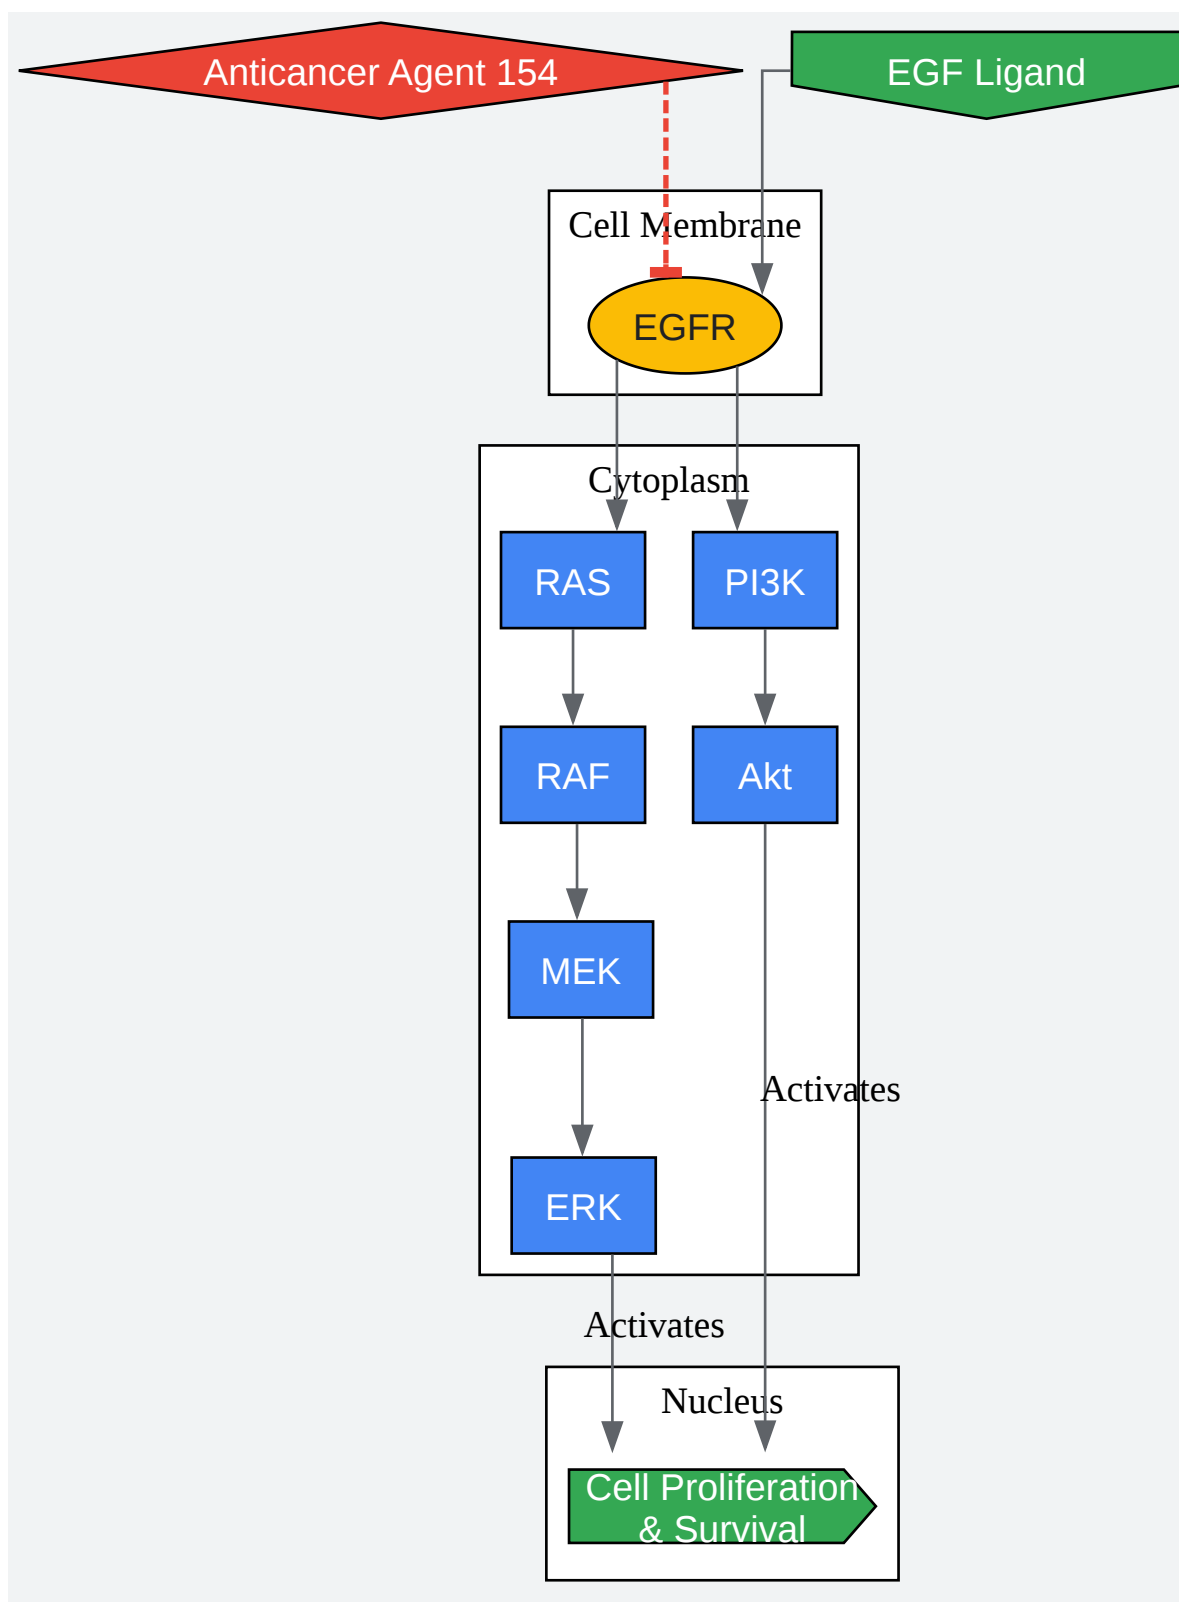 Anticancer Agent 154
EGF Ligand
Cell Membrane
EGFR
Cytoplasm
RAS
PI3K
RAF
Akt
MEK
Activates
ERK
Activates
Nucleus
Cell Proliferation
& Survival